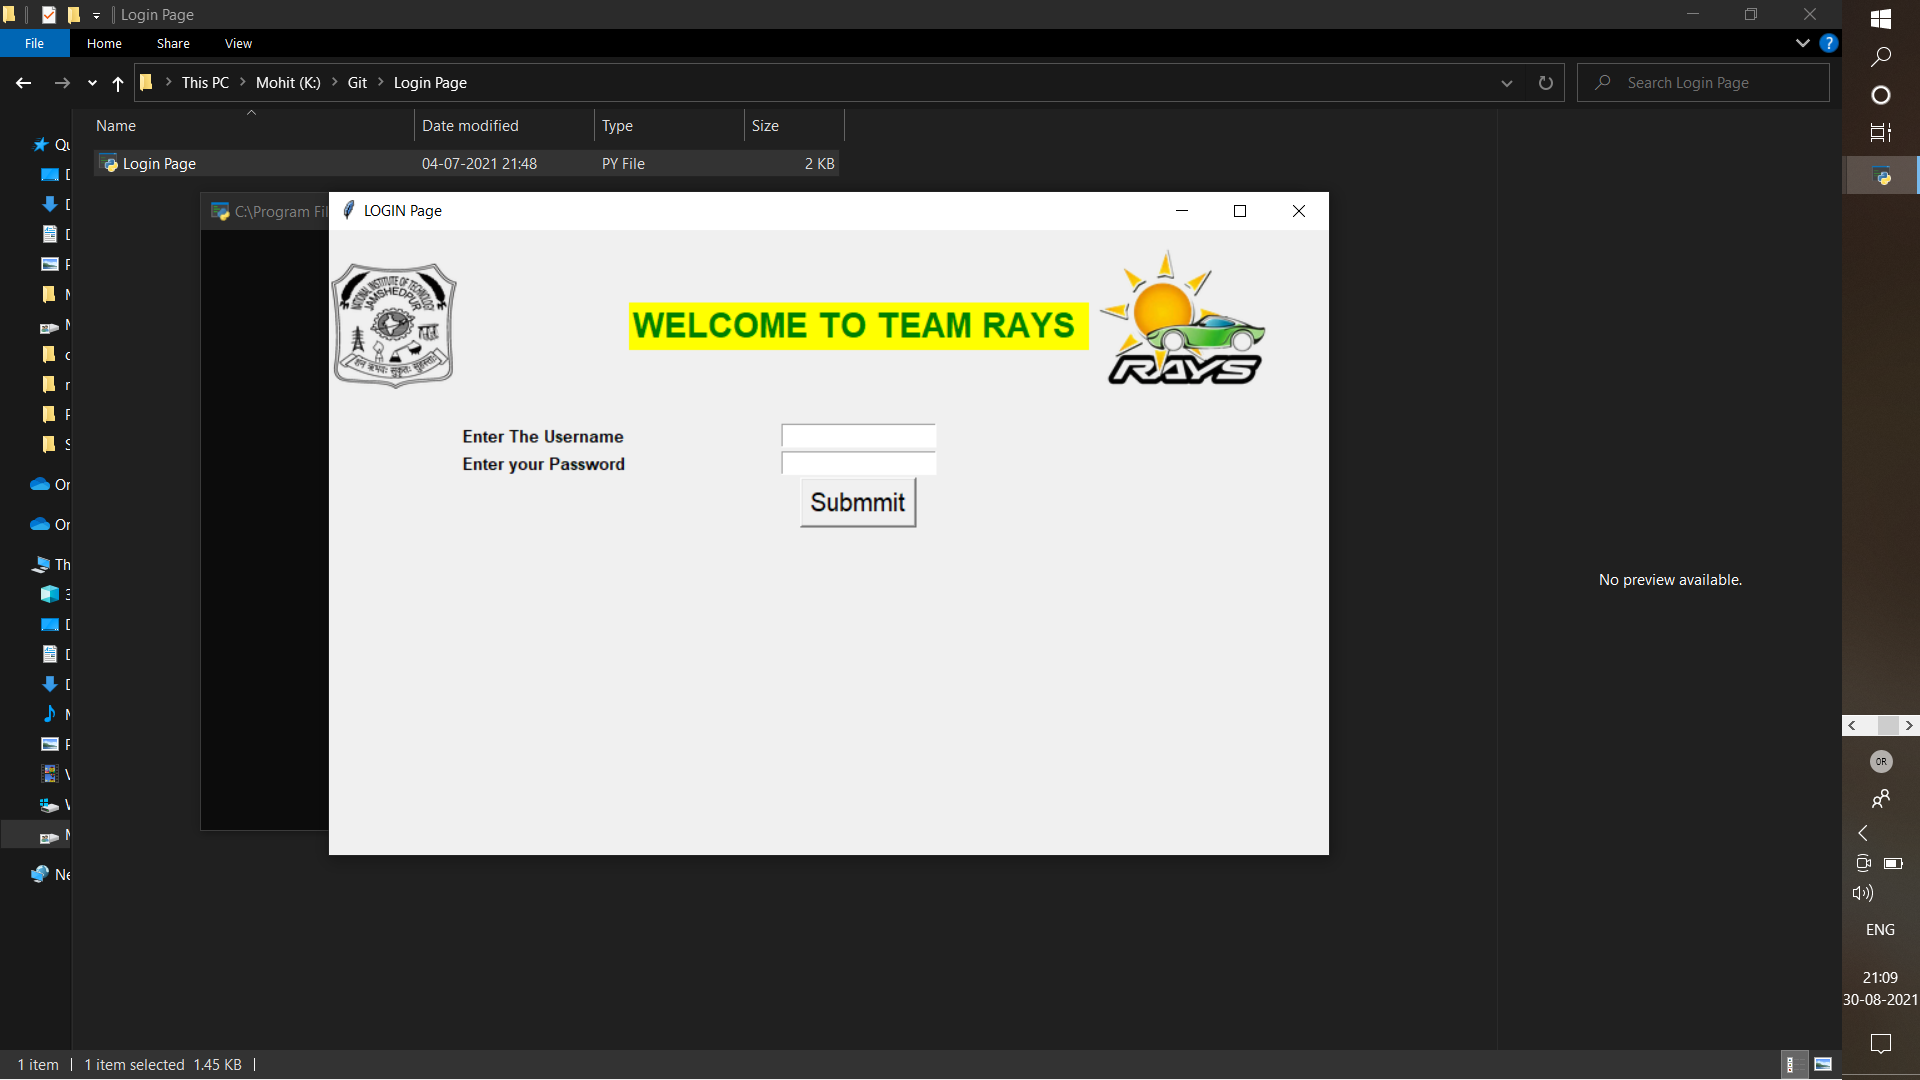 Login Page
File Home Share View
This PC > Mohit (K:) > Git > Login Page
Search Login Page
Name Date modified Type Size
Login Page 04-07-2021 21:48 PY File 2 KB
C:\Program Fil
LOGIN Page
NATIONAL INSTITUTE OF TECHNOLOGY
JAMSHEDPUR
WELCOME TO TEAM RAYS
RAYS
Enter The Username
Enter your Password
Submmit
No preview available.
Qu
Or
Or
Th
Ne
OR
ENG
21:09
30-08-2021
1 item 1 item selected 1.45 KB